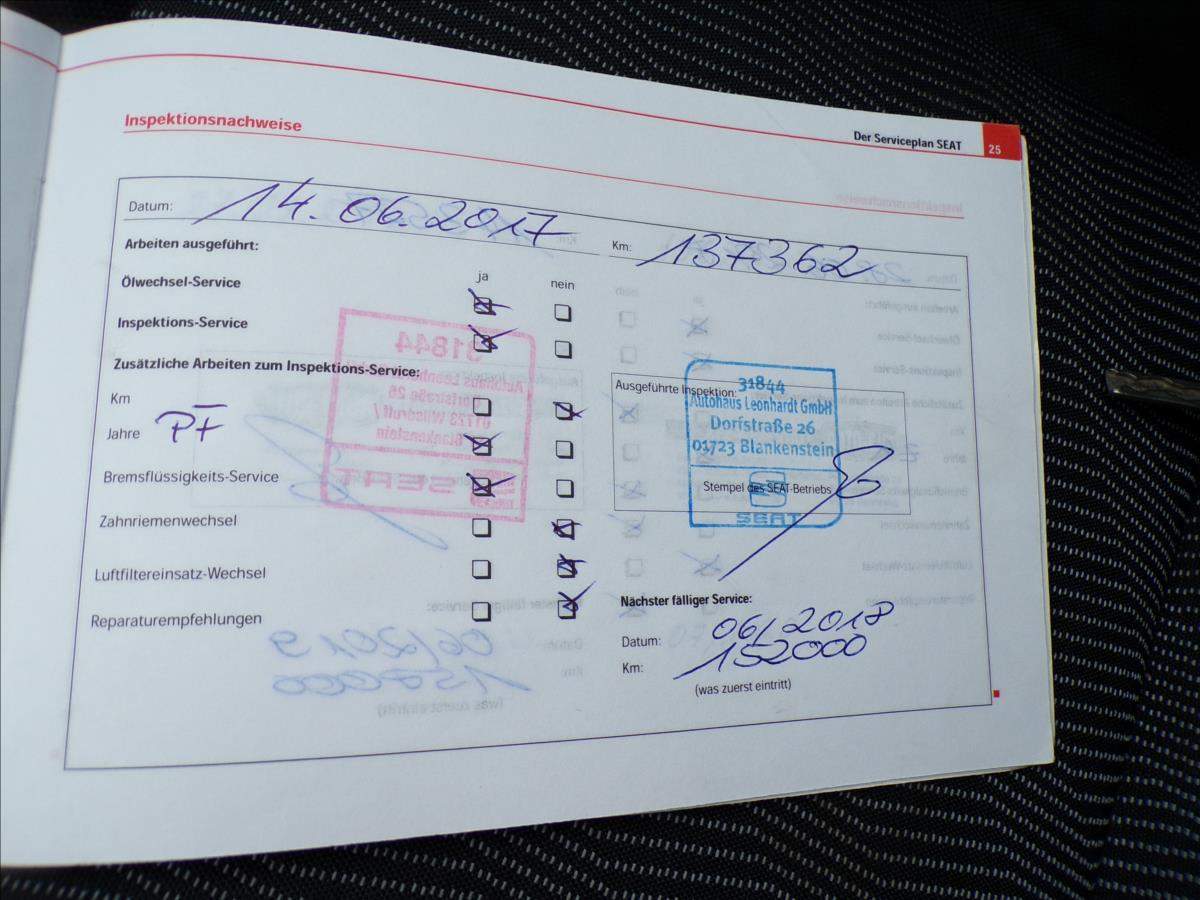 Inspektionsnachweise
Der Serviceplan SEAT
25
Datum: 14.06.2017
Km: 137362
Arbeiten ausgeführt:
ja nein
Ölwechsel-Service
Inspektions-Service
Zusätzliche Arbeiten zum Inspektions-Service:
Km
Jahre PF
Bremsflüssigkeits-Service
Zahnriemenwechsel
Luftfiltereinsatz-Wechsel
Reparaturempfehlungen
Ausgeführte Inspektion:
31844
Autohaus Leonhardt GmbH
Dorfstraße 26
01723 Blankenstein
Stempel des SEAT-Betriebs
SEAT
Nächster fälliger Service:
Datum: 06/2018
Km: 152000
(was zuerst eintritt)